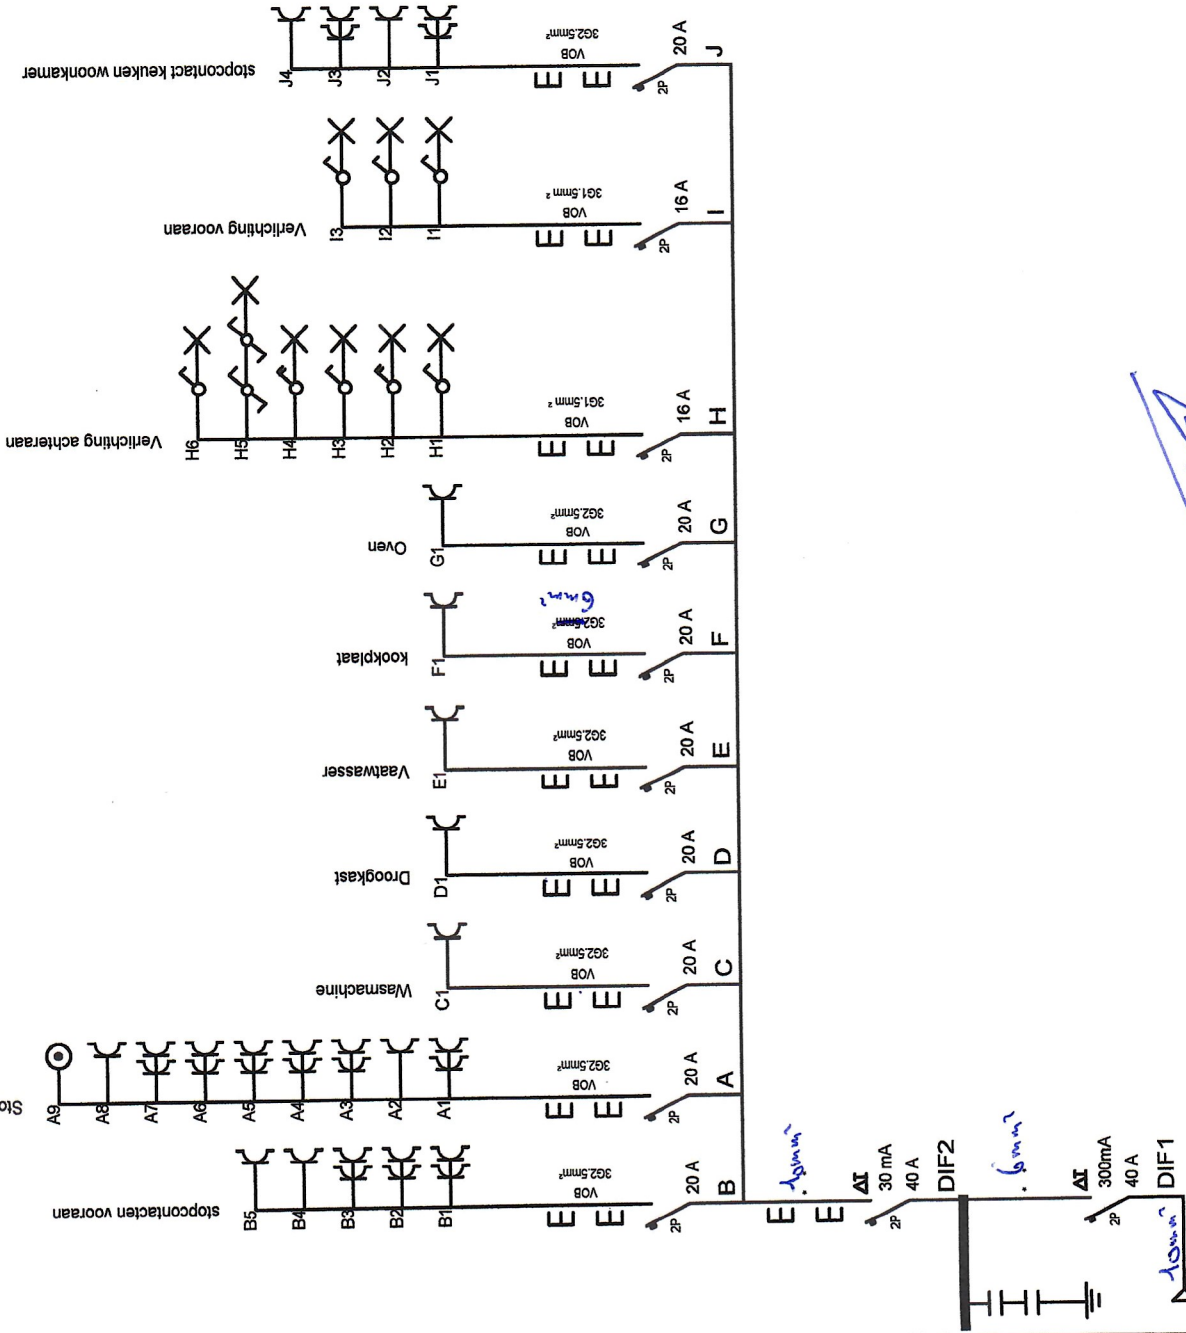 stopcontact keuken woonkamer
J4
J3
J2
J1
VOB
3G2.5mm²
2P
20 A
J
Verlichting vooraan
I3
I2
I1
VOB
3G1.5mm²
2P
16 A
I
Verlichting achteraan
H6
H5
H4
H3
H2
H1
VOB
3G1.5mm²
2P
16 A
H
Oven
G1
VOB
3G2.5mm²
2P
20 A
G
kookplaat
F1
VOB
3G2.5mm²
6mm²
2P
20 A
F
Vaatwasser
E1
VOB
3G2.5mm²
2P
20 A
E
Droogkast
D1
VOB
3G2.5mm²
2P
20 A
D
Wasmachine
C1
VOB
3G2.5mm²
2P
20 A
C
Sto
A9
A8
A7
A6
A5
A4
A3
A2
A1
VOB
3G2.5mm²
2P
20 A
A
stopcontacten vooraan
B5
B4
B3
B2
B1
VOB
3G2.5mm²
2P
20 A
B
10mm²
ΔI
30 mA
40 A
2P
DIF2
6mm²
ΔI
300mA
40 A
2P
DIF1
10mm²